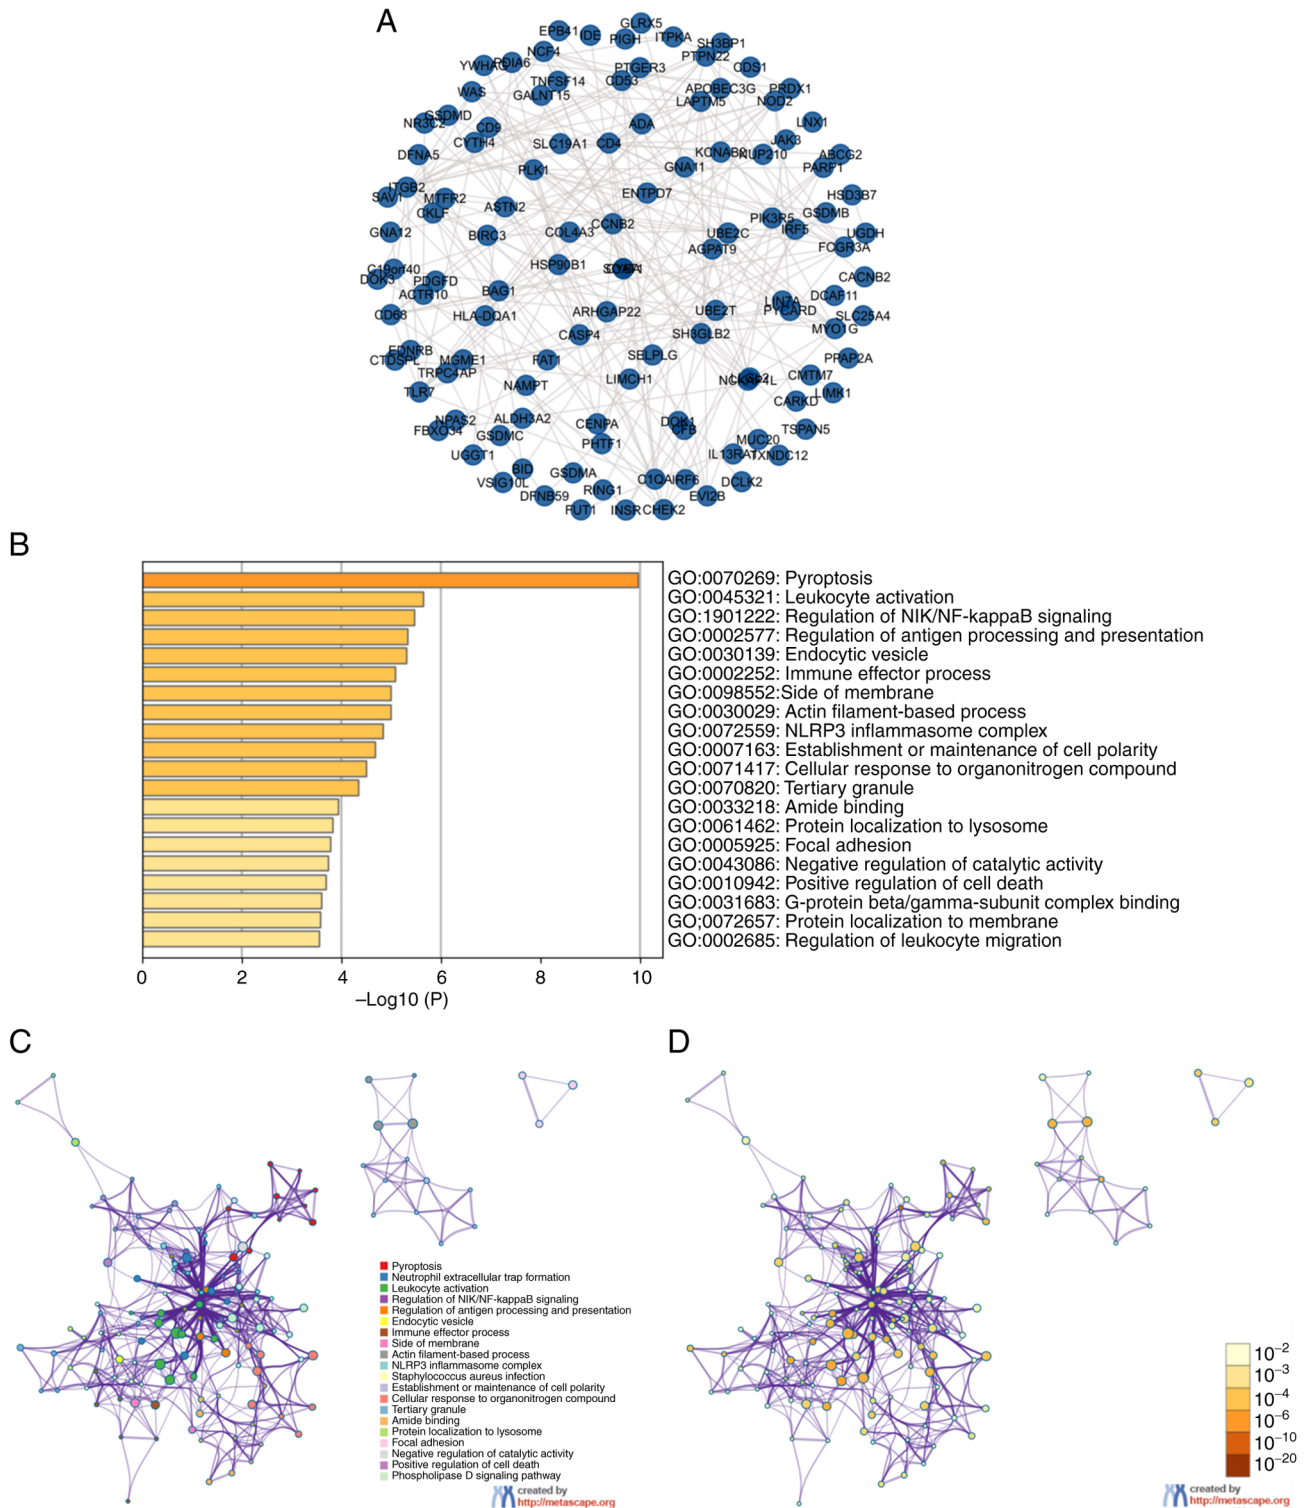 A
GLRX5
EPB41
IDE
PIGH
ITPKA
SH3BP1
NCF4
PTPN22
YWHAG
PDIA6
PTGER3
CDS1
TNFSF14
CD53
WAS
GALNT15
APOBEC3G
PRDX1
LAPTM5
NOD2
GSDMD
NR3C2
CD9
ADA
LNX1
CYTH4
SLC19A1
CD4
JAK3
DFNA5
KCNAB2
NUP210
ABCG2
PLK1
GNA11
PARP1
ITGB2
SAV1
MTFR2
ENTPD7
HSD3B7
CKLF
ASTN2
GSDMB
PIK3R5
GNA12
BIRC3
COL4A3
CCNB2
UBE2C
IRF5
UGDH
AGPAT9
FCGR3A
C19orf40
HSP90B1
DOK3
PDGFD
CACNB2
ACTR10
BAG1
DCAF11
LIN7A
CD68
HLA-DQA1
ARHGAP22
UBE2T
PYCARD
SLC25A4
CASP4
SH3GLB2
MYO1G
EDNRB
CTDSPL
MGME1
FAT1
SELPLG
PPAP2A
TRPC4AP
LIMCH1
NCKAP4L
CMTM7
TLR7
NAMPT
LIMK1
CARKD
NPAS2
ALDH3A2
CENPA
DOK1
FBXO34
GSDMC
CFB
TSPAN5
PHTF1
MUC20
UGGT1
IL13RA1
TXNDC12
BID
GSDMA
VSIG10L
C1QA
IRF6
DCLK2
DFNB59
RING1
EVI2B
FUT1
INSR
CHEK2
B
GO:0070269: Pyroptosis
GO:0045321: Leukocyte activation
GO:1901222: Regulation of NIK/NF-kappaB signaling
GO:0002577: Regulation of antigen processing and presentation
GO:0030139: Endocytic vesicle
GO:0002252: Immune effector process
GO:0098552:Side of membrane
GO:0030029: Actin filament-based process
GO:0072559: NLRP3 inflammasome complex
GO:0007163: Establishment or maintenance of cell polarity
GO:0071417: Cellular response to organonitrogen compound
GO:0070820: Tertiary granule
GO:0033218: Amide binding
GO:0061462: Protein localization to lysosome
GO:0005925: Focal adhesion
GO:0043086: Negative regulation of catalytic activity
GO:0010942: Positive regulation of cell death
GO:0031683: G-protein beta/gamma-subunit complex binding
GO;0072657: Protein localization to membrane
GO:0002685: Regulation of leukocyte migration
0 2 4 6 8 10
−Log10 (P)
C
Pyroptosis
Neutrophil extracellular trap formation
Leukocyte activation
Regulation of NIK/NF-kappaB signaling
Regulation of antigen processing and presentation
Endocytic vesicle
Immune effector process
Side of membrane
Actin filament-based process
NLRP3 inflammasome complex
Staphylococcus aureus infection
Establishment or maintenance of cell polarity
Cellular response to organonitrogen compound
Tertiary granule
Amide binding
Protein localization to lysosome
Focal adhesion
Negative regulation of catalytic activity
Positive regulation of cell death
Phospholipase D signaling pathway
created by
http://metascape.org
D
10−2
10−3
10−4
10−6
10−10
10−20
created by
http://metascape.org